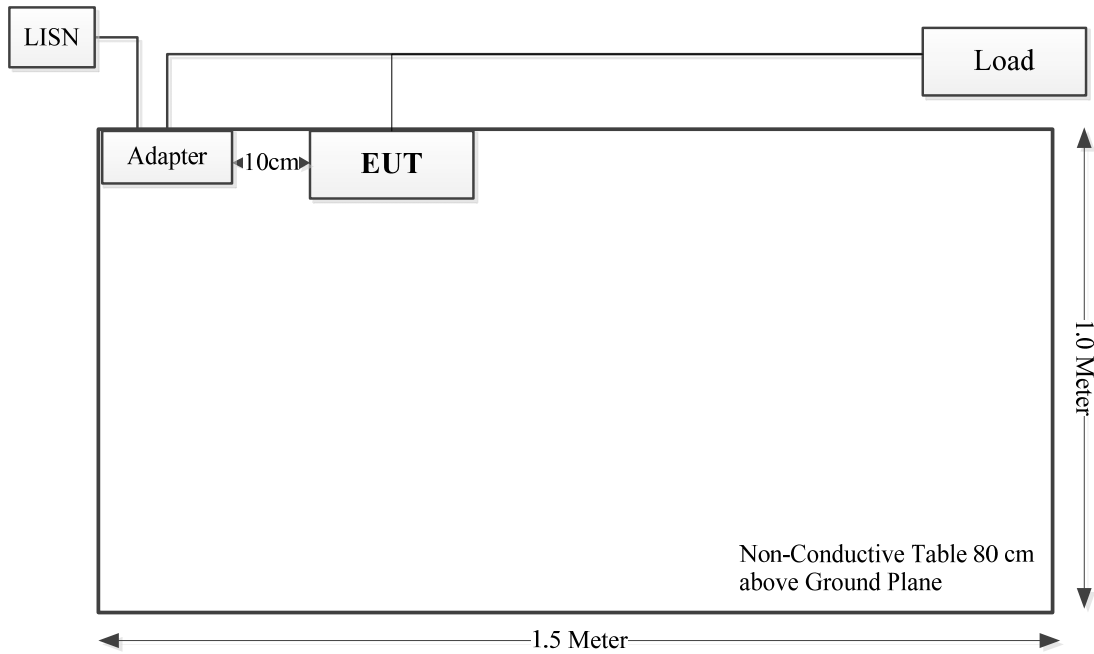 LISN
Load
Adapter
10cm
EUT
1.0 Meter
Non-Conductive Table 80 cm
above Ground Plane
1.5 Meter